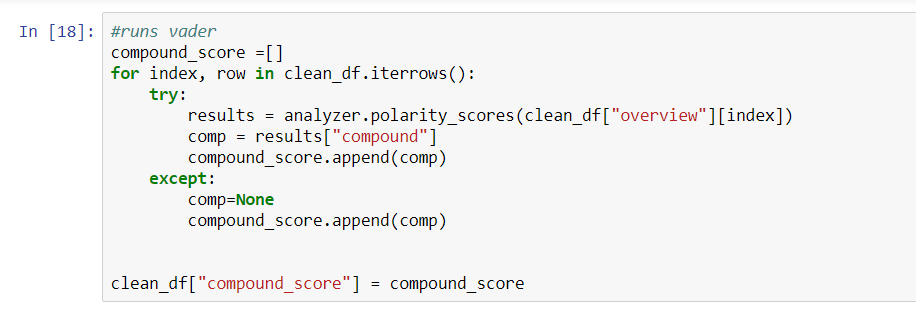 In [18]: #runs vader
compound_score =[]
for index, row in clean_df.iterrows():
    try:
        results = analyzer.polarity_scores(clean_df["overview"][index])
        comp = results["compound"]
        compound_score.append(comp)
    except:
        comp=None
        compound_score.append(comp)
clean_df["compound_score"] = compound_score